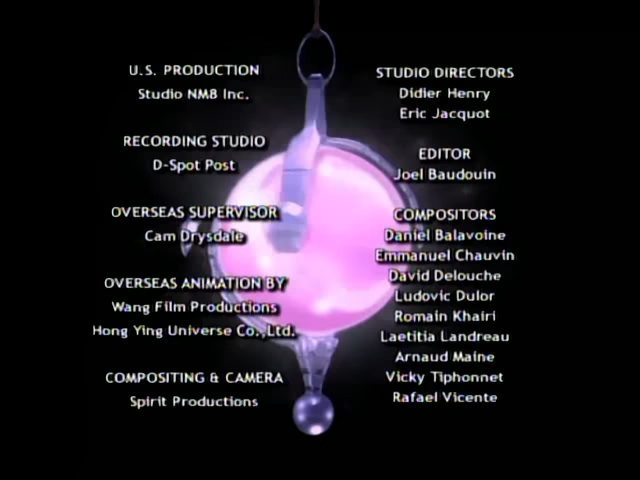 U.S. PRODUCTION
Studio NMB Inc.
RECORDING STUDIO
D-Spot Post
OVERSEAS SUPERVISOR
Cam Drysdale
OVERSEAS ANIMATION BY
Wang Film Productions
Hong Ying Universe Co.,Ltd.
COMPOSITING & CAMERA
Spirit Productions
STUDIO DIRECTORS
Didier Henry
Eric Jacquot
EDITOR
Joel Baudouin
COMPOSITORS
Daniel Balavoine
Emmanuel Chauvin
David Delouche
Ludovic Dulor
Romain Khairi
Laetitia Landreau
Arnaud Maine
Vicky Tiphonnet
Rafael Vicente